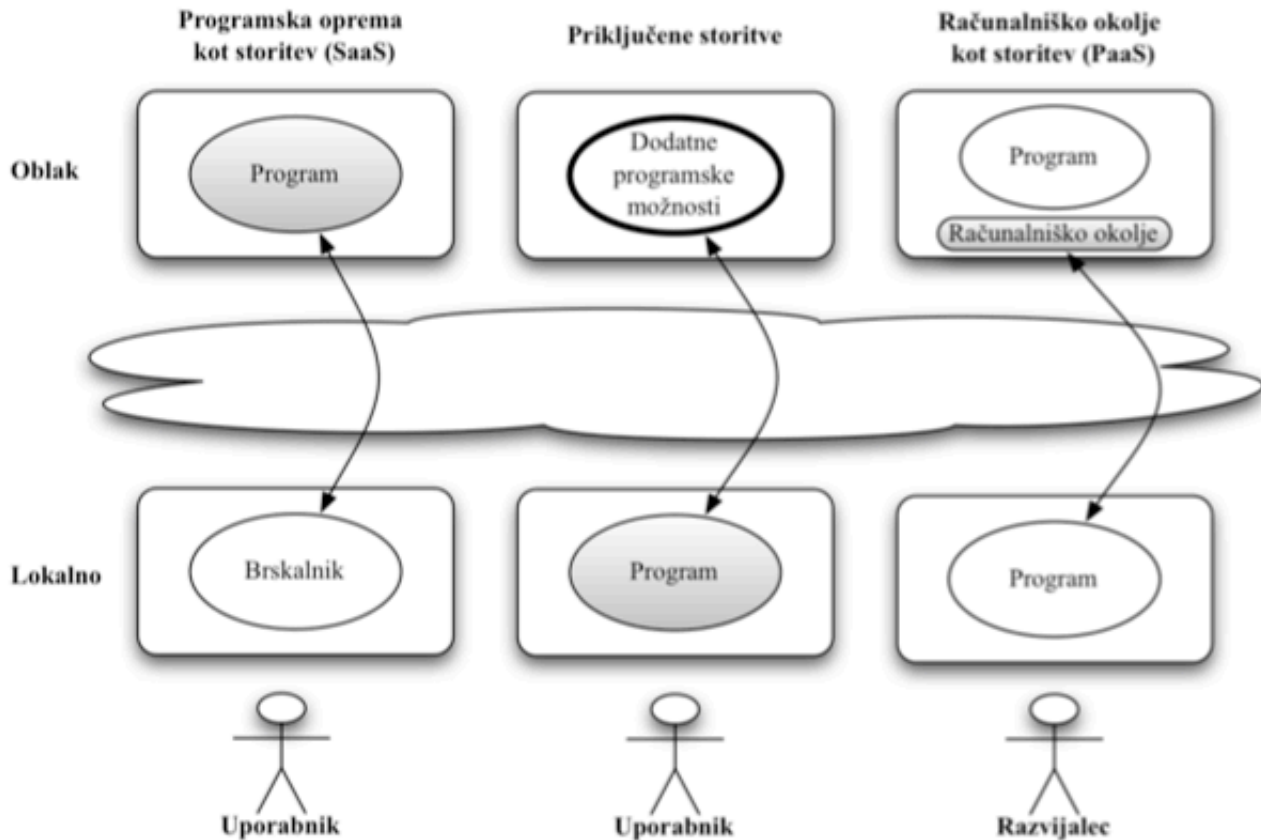 Programska oprema
kot storitev (SaaS)
Priključene storitve
Računalniško okolje
kot storitev (PaaS)
Oblak
Program
Dodatne
programske
možnosti
Program
Računalniško okolje
Lokalno
Brskalnik
Program
Program
Uporabnik
Uporabnik
Razvijalec